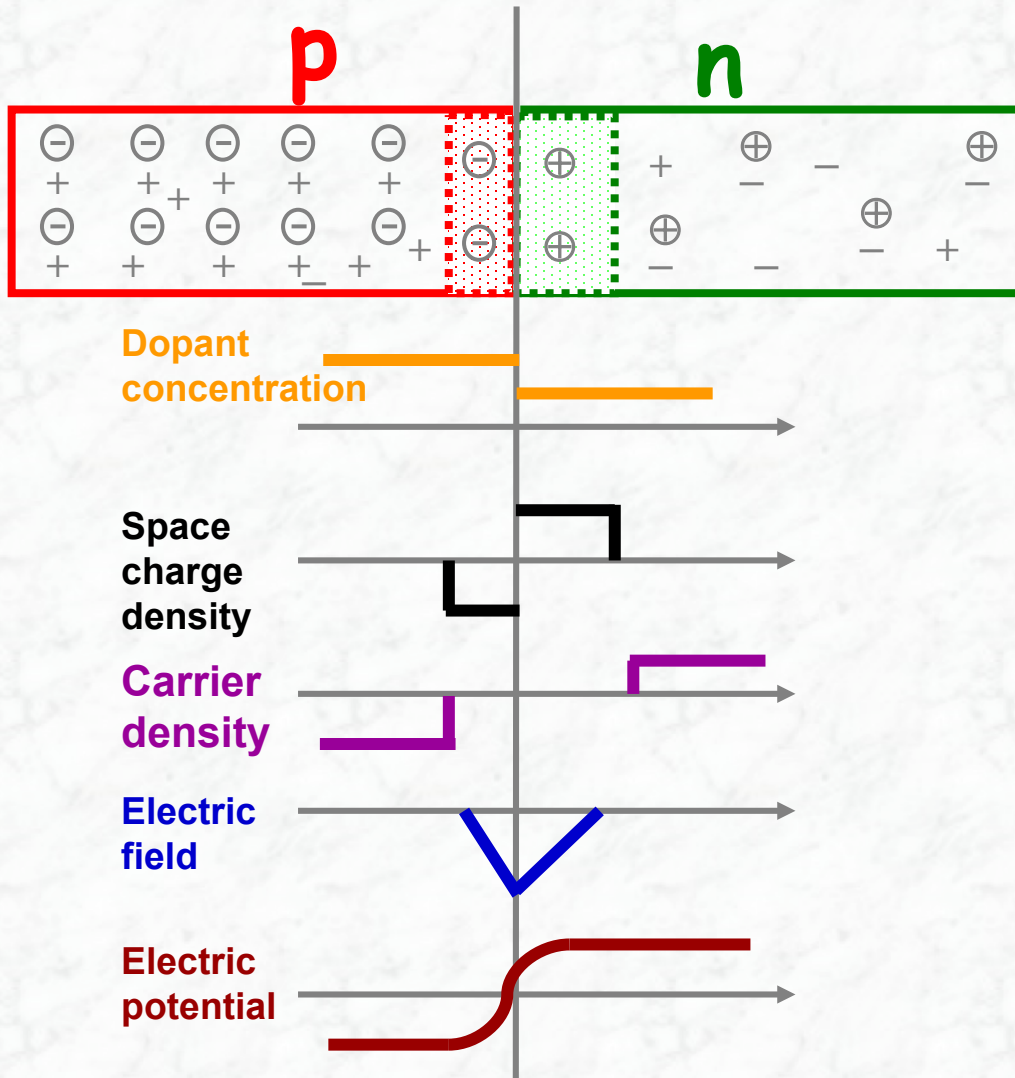 p n
Dopant
concentration
Space
charge
density
Carrier
density
Electric
field
Electric
potential